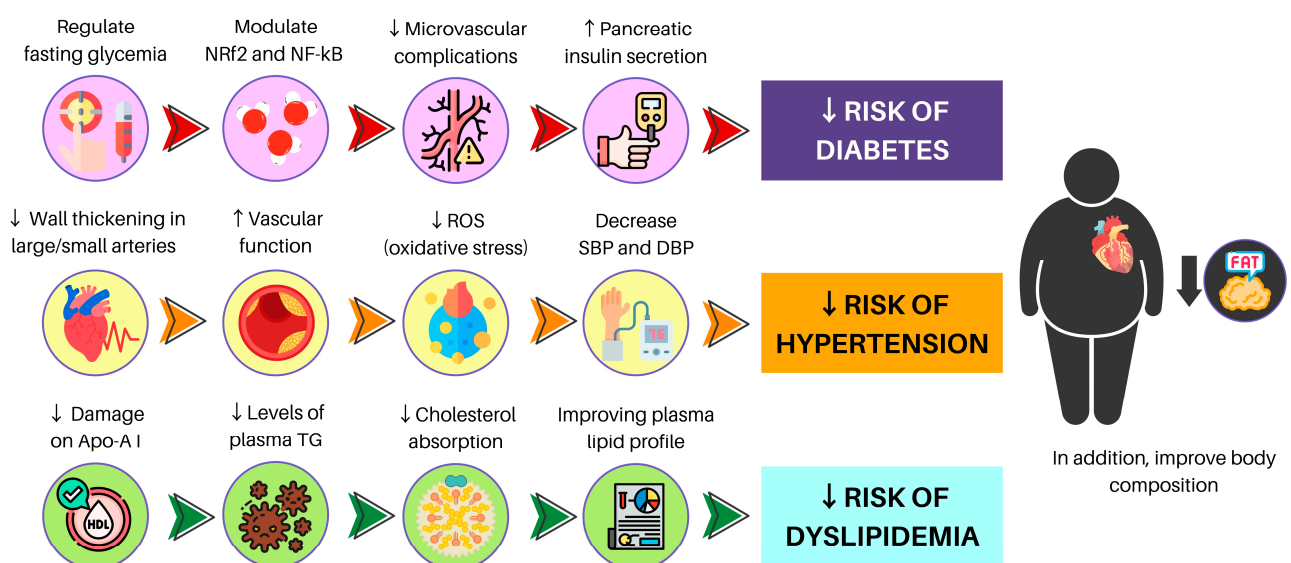 Regulate
fasting glycemia
Modulate
NRf2 and NF-kB
↓ Microvascular
complications
↑ Pancreatic
insulin secretion
↓ RISK OF
DIABETES
↓ Wall thickening in
large/small arteries
↑ Vascular
function
↓ ROS
(oxidative stress)
Decrease
SBP and DBP
75
↓ RISK OF
HYPERTENSION
FAT
↓ Damage
on Apo-A I
HDL
↓ Levels of
plasma TG
↓ Cholesterol
absorption
Improving plasma
lipid profile
↓ RISK OF
DYSLIPIDEMIA
In addition, improve body
composition